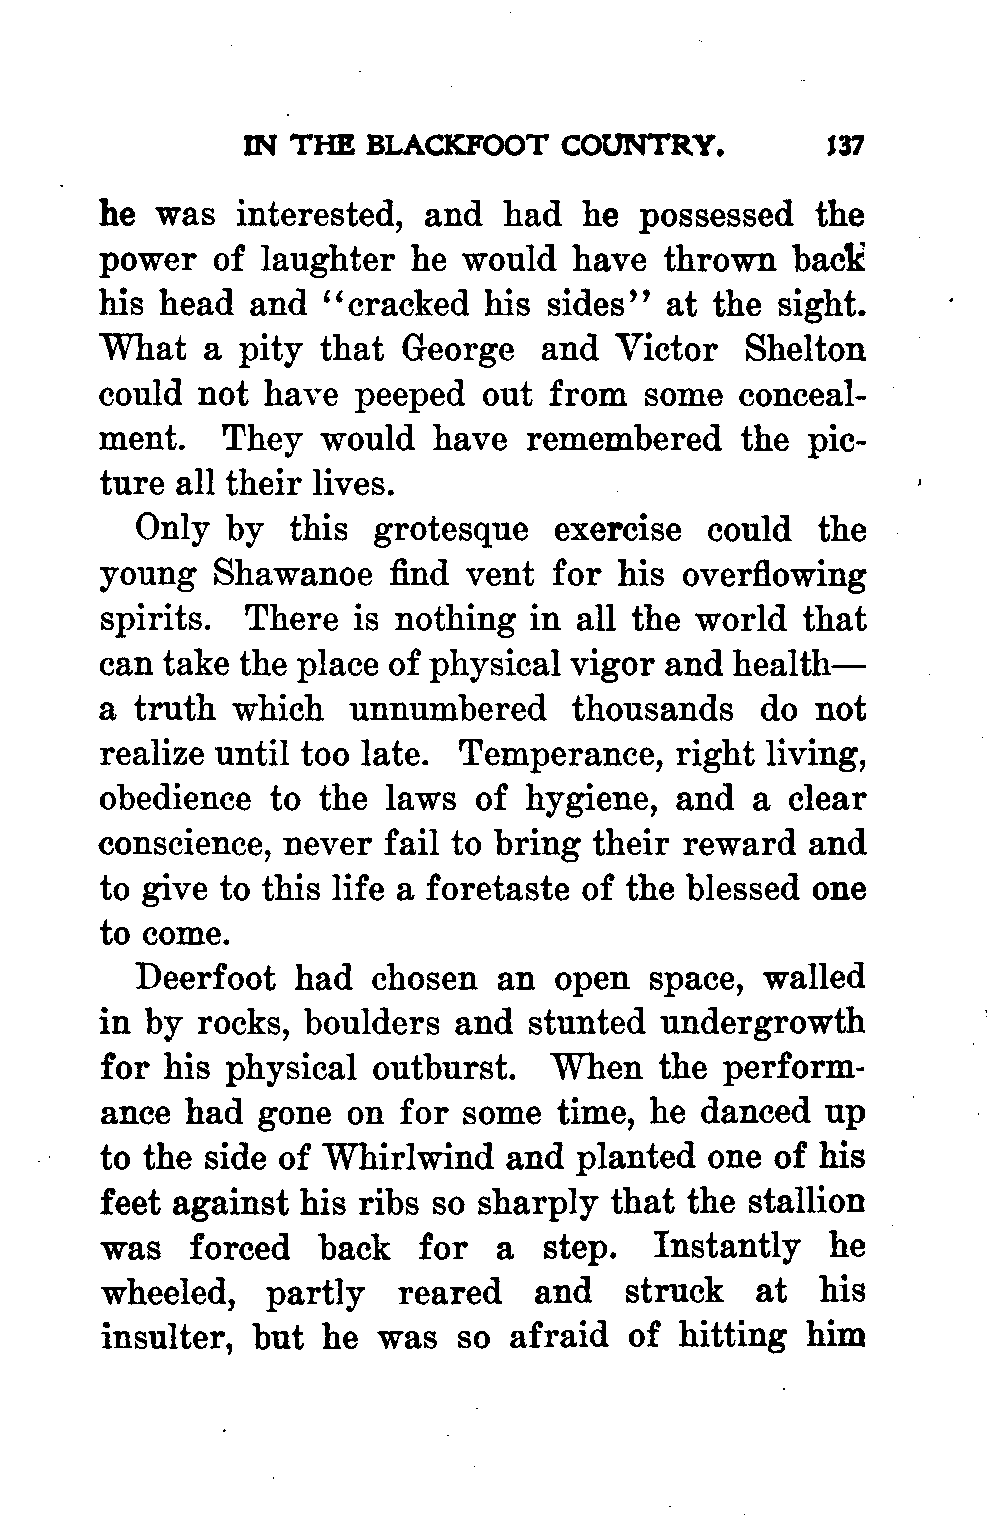 IN THE BLACKFOOT COUNTRY. 137
he was interested, and had he possessed the
power of laughter he would have thrown back
his head and “cracked his sides” at the sight.
What a pity that George and Victor Shelton
could not have peeped out from some conceal-
ment. They would have remembered the pic-
ture all their lives.
Only by this grotesque exercise could the
young Shawanoe find vent for his overflowing
spirits. There is nothing in all the world that
can take the place of physical vigor and health—
a truth which unnumbered thousands do not
realize until too late. Temperance, right living,
obedience to the laws of hygiene, and a clear
conscience, never fail to bring their reward and
to give to this life a foretaste of the blessed one
to come.
Deerfoot had chosen an open space, walled
in by rocks, boulders and stunted undergrowth
for his physical outburst. When the perform-
ance had gone on for some time, he danced up
to the side of Whirlwind and planted one of his
feet against his ribs so sharply that the stallion
was forced back for a step. Instantly he
wheeled, partly reared and struck at his
insulter, but he was so afraid of hitting him